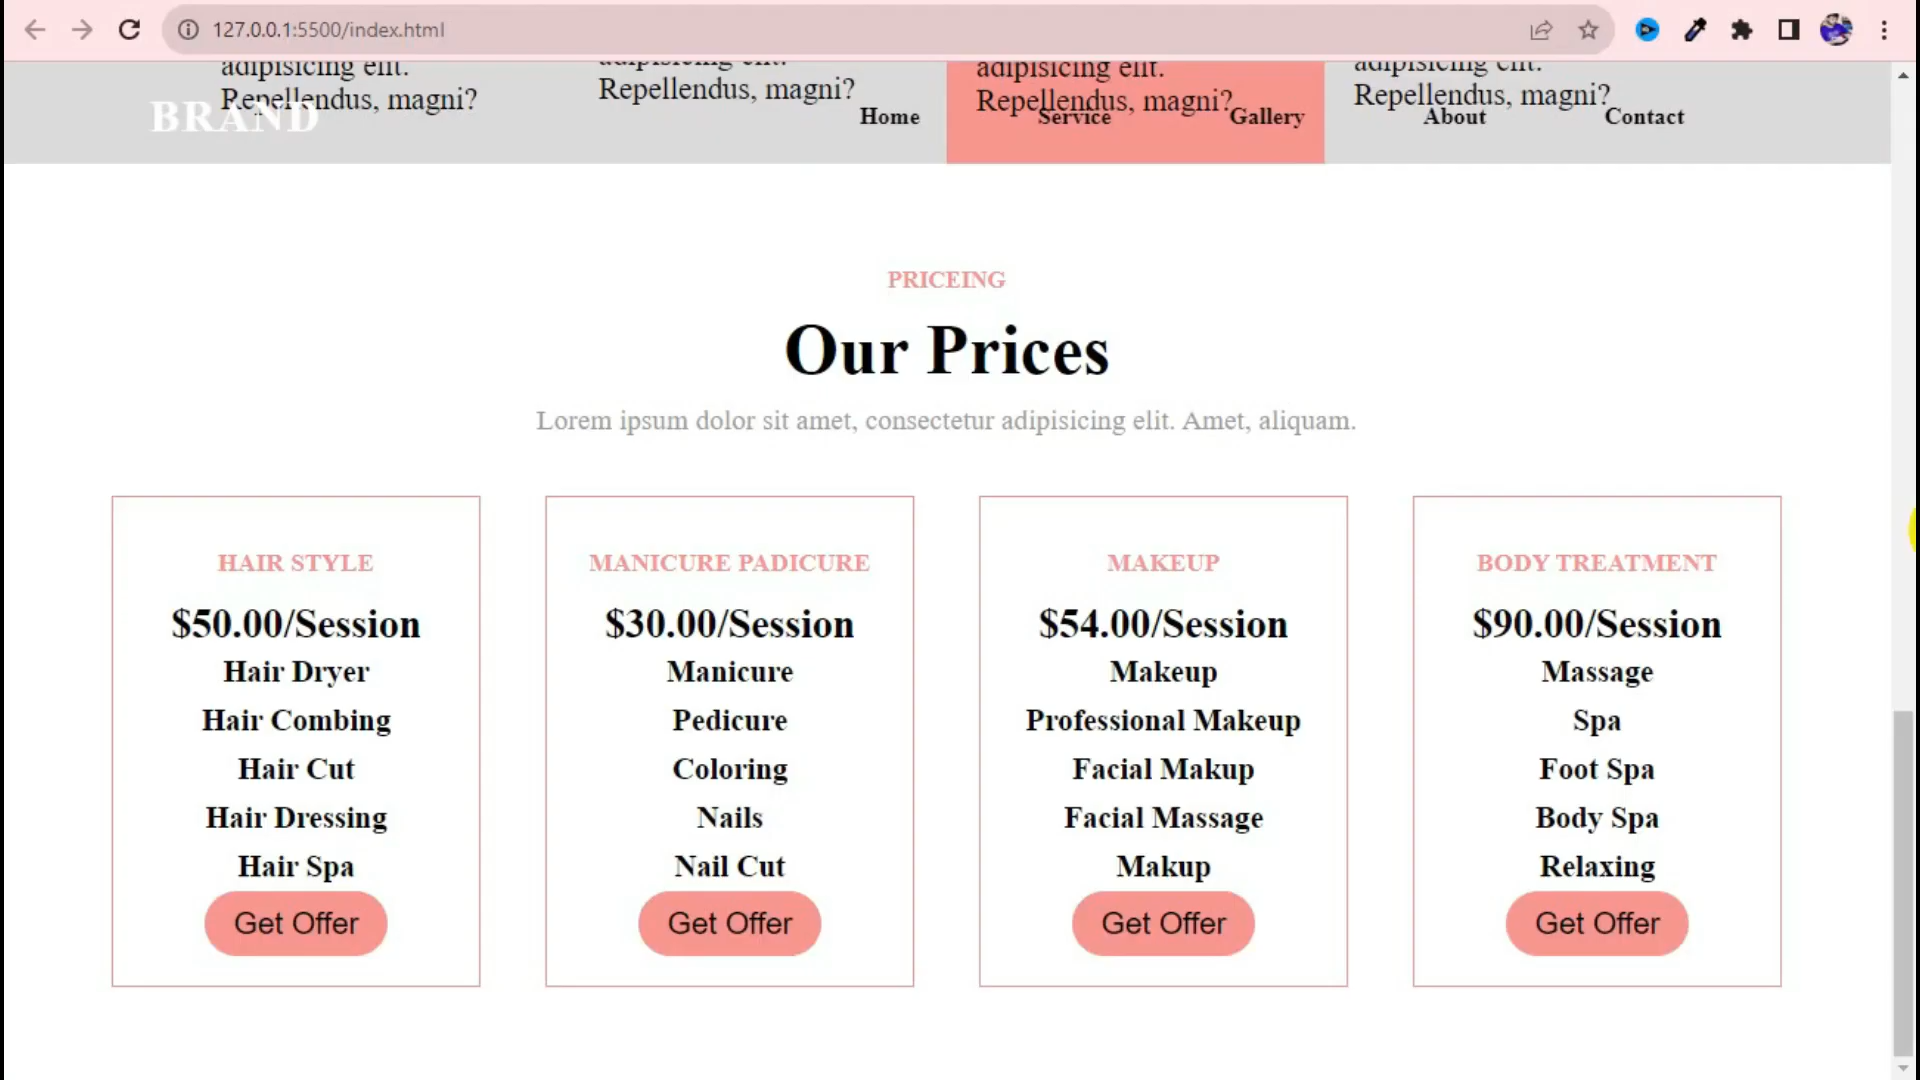 127.0.0.1:5500/index.html
adipisicing elit.
Repellendus, magni?
adipisicing elit.
Repellendus, magni?
adipisicing elit.
Repellendus, magni?
adipisicing elit.
Repellendus, magni?
BRAND
Home Service Gallery About Contact
PRICEING
Our Prices
Lorem ipsum dolor sit amet, consectetur adipisicing elit. Amet, aliquam.
HAIR STYLE
$50.00/Session
Hair Dryer
Hair Combing
Hair Cut
Hair Dressing
Hair Spa
Get Offer
MANICURE PADICURE
$30.00/Session
Manicure
Pedicure
Coloring
Nails
Nail Cut
Get Offer
MAKEUP
$54.00/Session
Makeup
Professional Makeup
Facial Makup
Facial Massage
Makup
Get Offer
BODY TREATMENT
$90.00/Session
Massage
Spa
Foot Spa
Body Spa
Relaxing
Get Offer